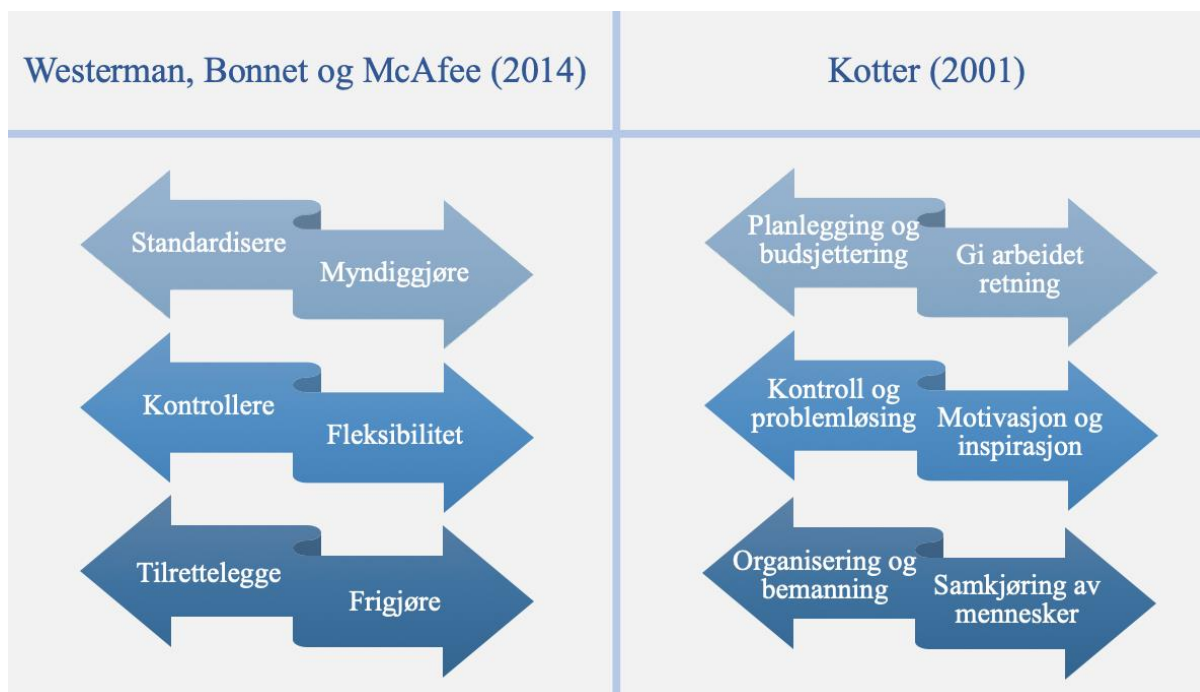 Westerman, Bonnet og McAfee (2014)
Standardisere
Myndiggjøre
Kontrollere
Fleksibilitet
Tilrettelegge
Frigjøre
Kotter (2001)
Planlegging og
budsjettering
Gi arbeidet
retning
Kontroll og
problemløsing
Motivasjon og
inspirasjon
Organisering og
bemanning
Samkjøring av
mennesker